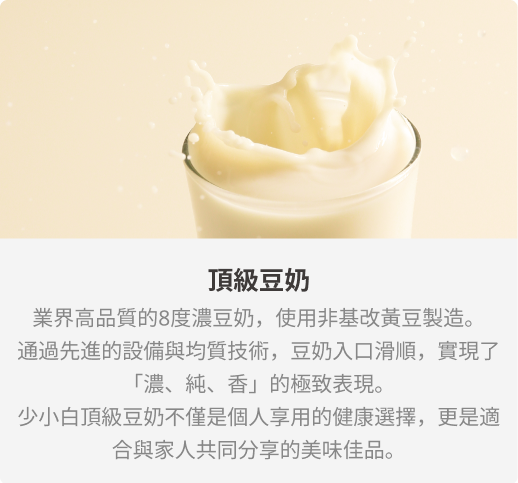 頂級豆奶
業界高品質的8度濃豆奶，使用非基改黃豆製造。
通過先進的設備與均質技術，豆奶入口滑順，實現了
「濃、純、香」的極致表現。
少小白頂級豆奶不僅是個人享用的健康選擇，更是適
合與家人共同分享的美味佳品。